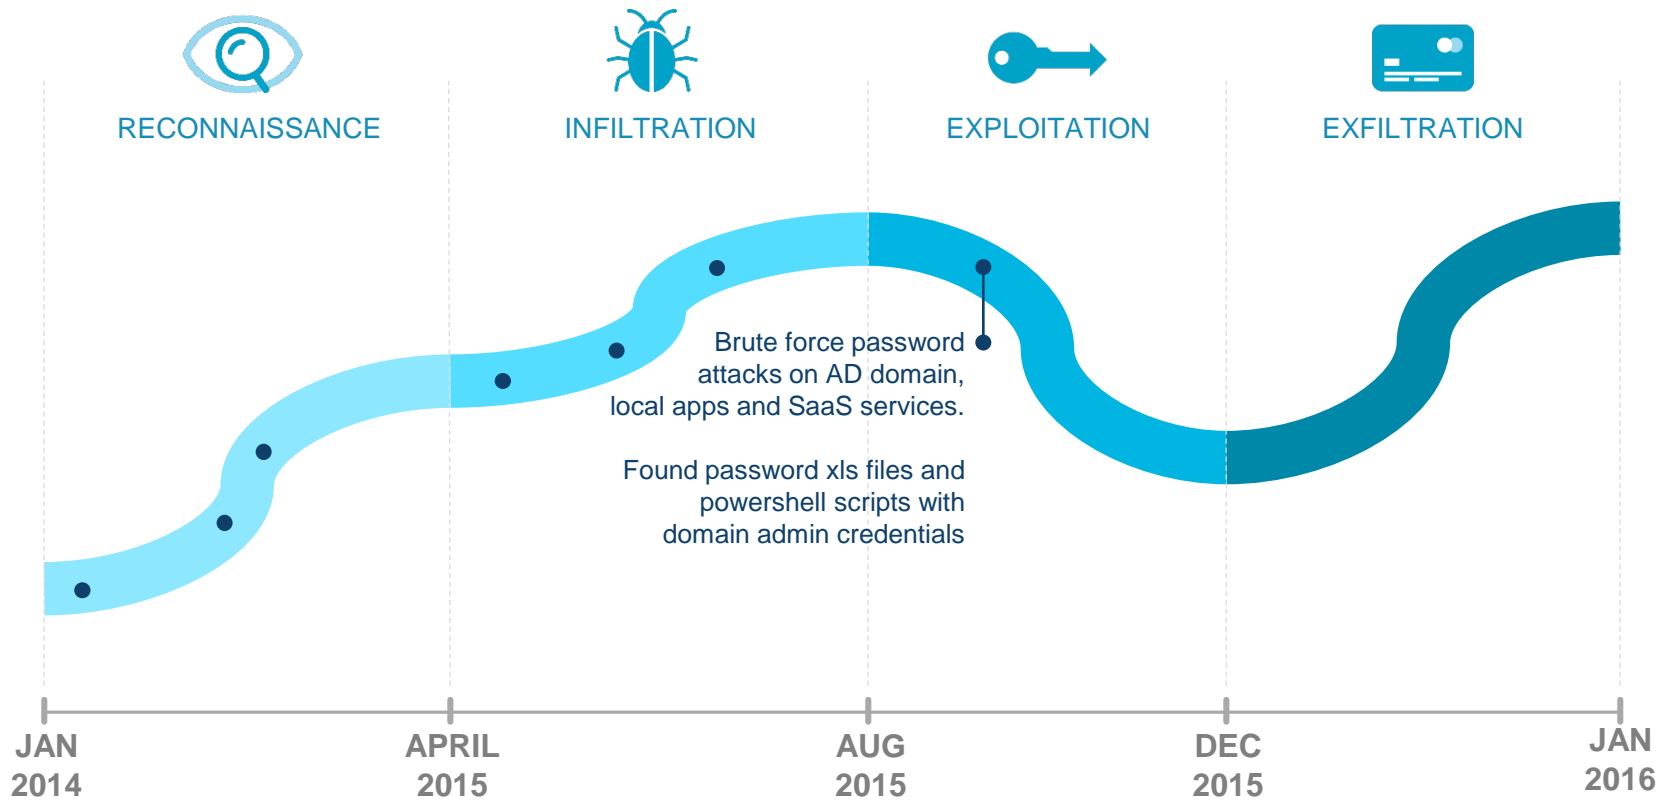 RECONNAISSANCE
INFILTRATION
EXPLOITATION
EXFILTRATION
Brute force password
attacks on AD domain,
local apps and SaaS services.
Found password xls files and
powershell scripts with
domain admin credentials
JAN
2014
APRIL
2015
AUG
2015
DEC
2015
JAN
2016